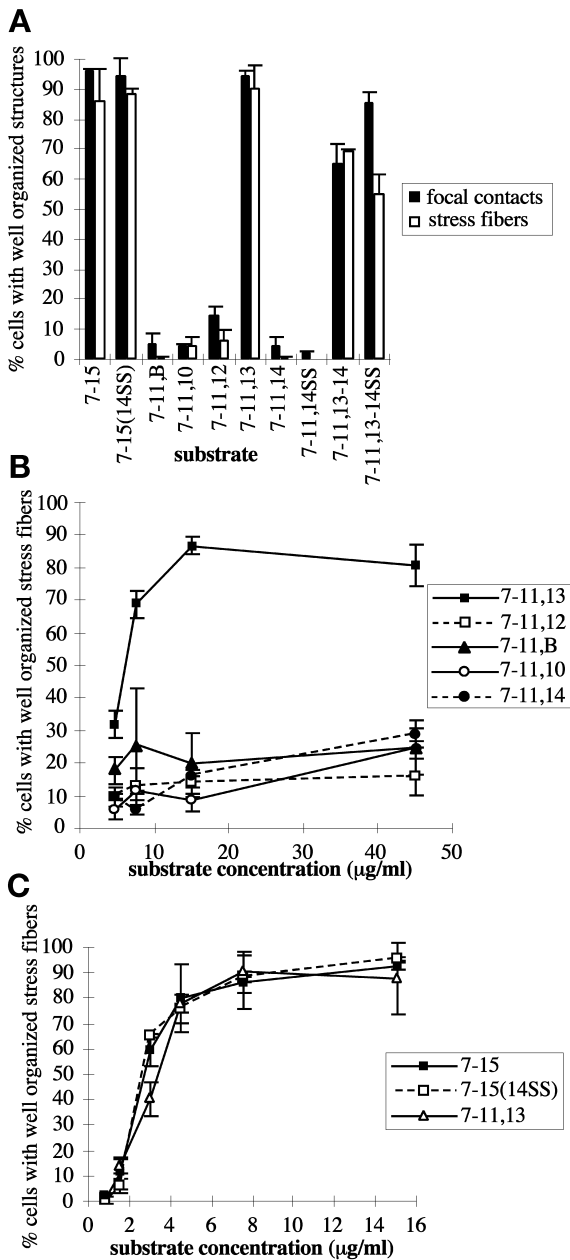 A
% cells with well organized structures
100
90
80
70
60
50
40
30
20
10
0
7-15
7-15(14SS)
7-11,B
7-11,10
7-11,12
7-11,13
7-11,14
7-11,14SS
7-11,13-14
7-11,13-14SS
substrate
focal contacts
stress fibers
B
% cells with well organized stress fibers
100
90
80
70
60
50
40
30
20
10
0
0 10 20 30 40 50
substrate concentration (µg/ml)
7-11,13
7-11,12
7-11,B
7-11,10
7-11,14
C
% cells with well organized stress fibers
100
90
80
70
60
50
40
30
20
10
0
0 2 4 6 8 10 12 14 16
substrate concentration (µg/ml)
7-15
7-15(14SS)
7-11,13